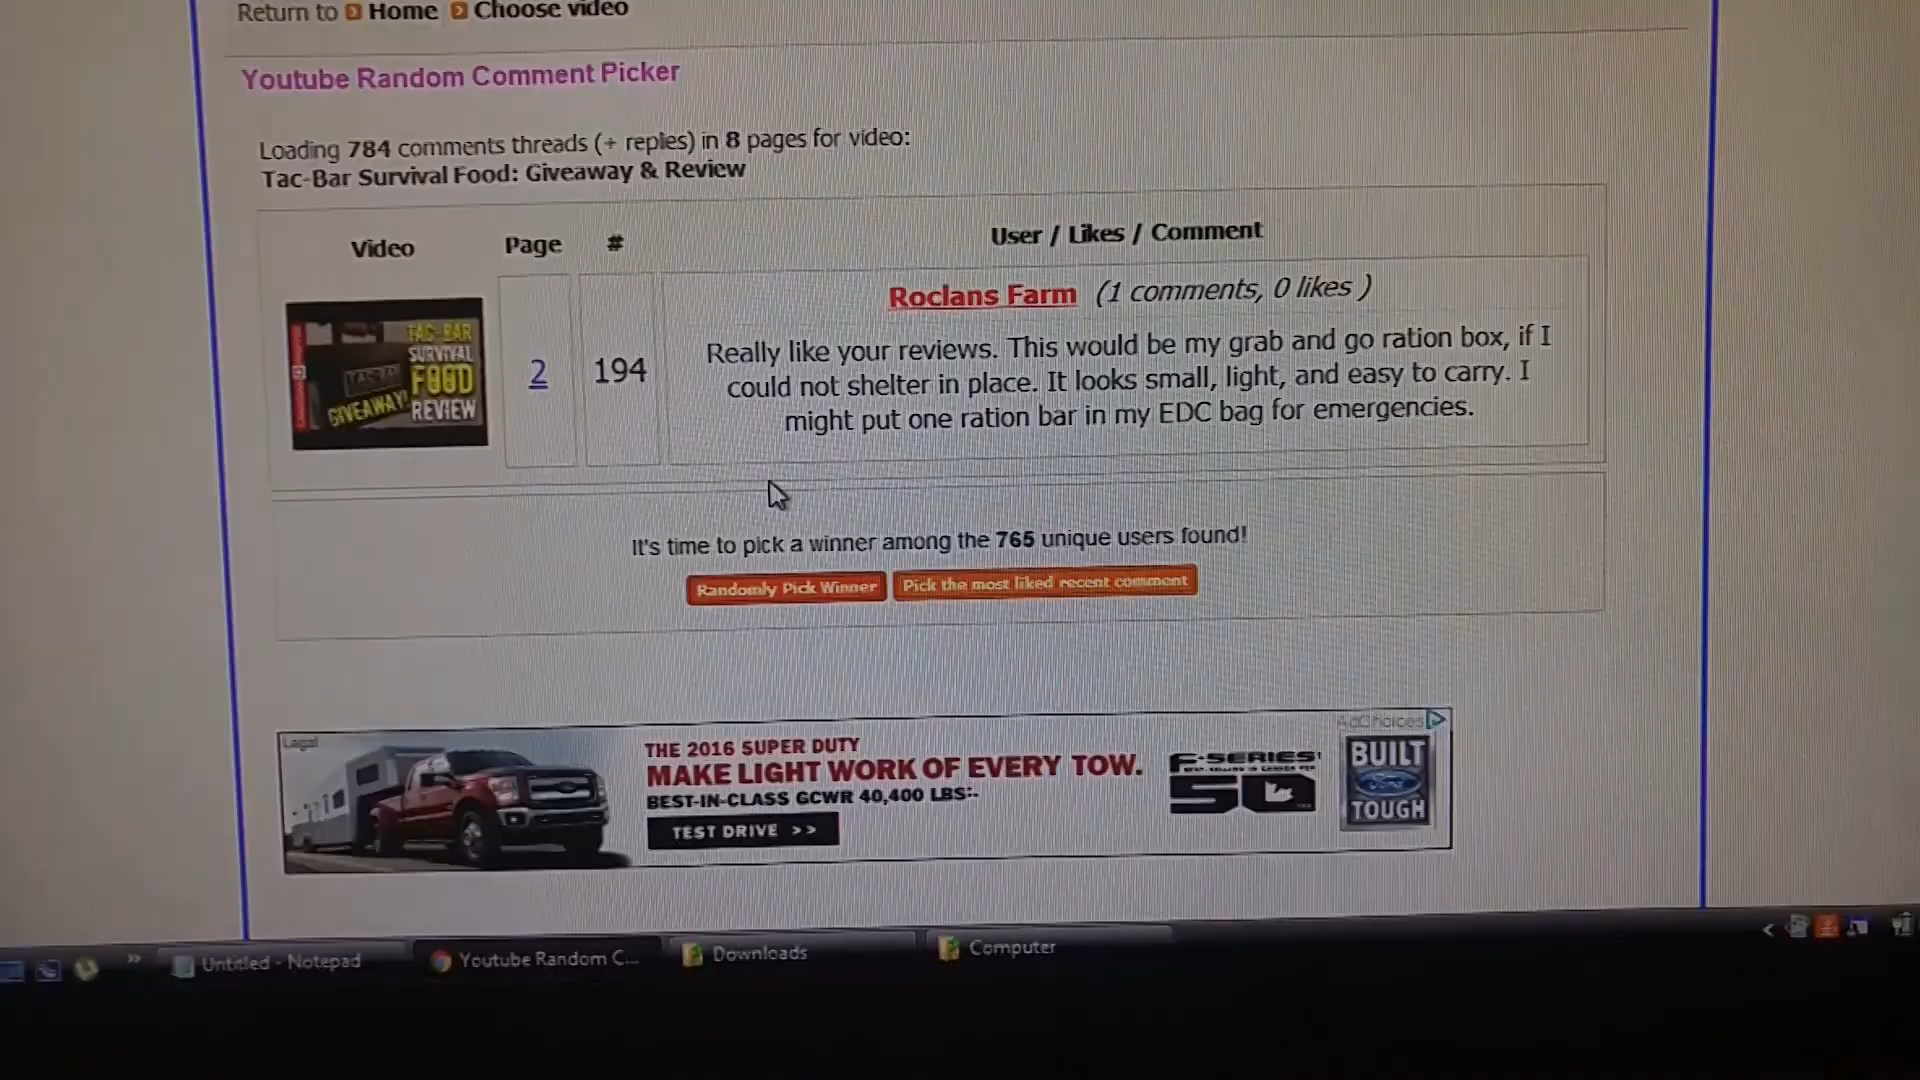 Return to Home Choose video
Youtube Random Comment Picker
Loading 784 comments threads (+ replies) in 8 pages for video:
Tac-Bar Survival Food: Giveaway & Review
Video Page # User / Likes / Comment
Roclans Farm (1 comments, 0 likes )
TAC-BAR
SURVIVAL
FOOD
REVIEW
TAC-BAR
GIVEAWAY!
2 194
Really like your reviews. This would be my grab and go ration box, if I
could not shelter in place. It looks small, light, and easy to carry. I
might put one ration bar in my EDC bag for emergencies.
It's time to pick a winner among the 765 unique users found!
Randomly Pick Winner Pick the most liked recent comment
Legal
AdChoices
THE 2016 SUPER DUTY
MAKE LIGHT WORK OF EVERY TOW.
BEST-IN-CLASS GCWR 40,400 LBS
TEST DRIVE >>
F-SERIES
SD
BUILT
Ford
TOUGH
Untitled - Notepad Youtube Random C... Downloads Computer